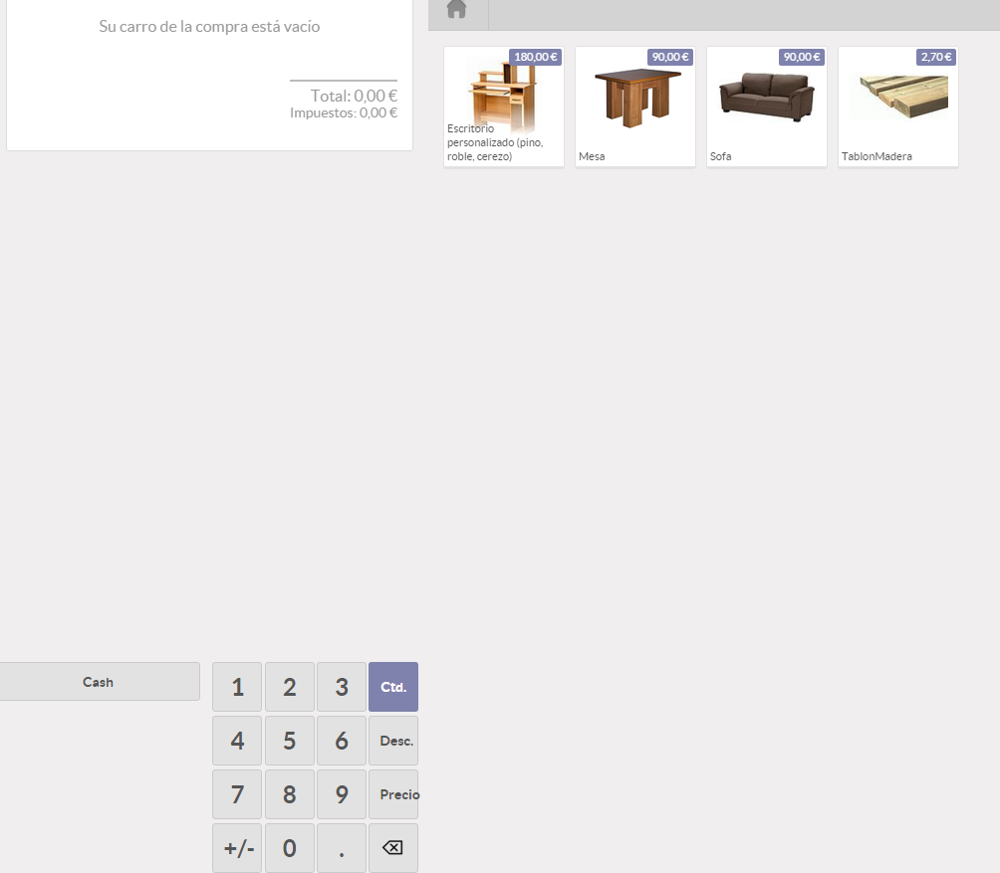 Su carro de la compra está vacío
Total: 0,00 €
Impuestos: 0,00 €
180,00 €
Escritorio
personalizado (pino,
roble, cerezo)
90,00 €
Mesa
90,00 €
Sofa
2,70 €
TablonMadera
Cash
1 2 3 Ctd.
4 5 6 Desc.
7 8 9 Precio
+/- 0 .